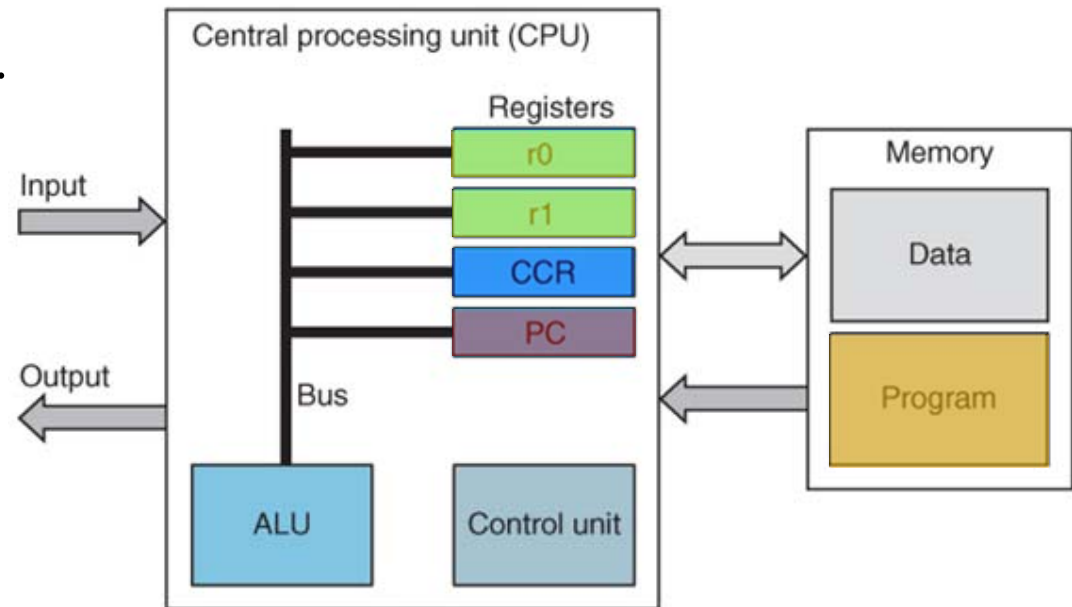 Central processing unit (CPU)
Registers
r0
r1
CCR
PC
Bus
ALU
Control unit
Input
Output
Memory
Data
Program